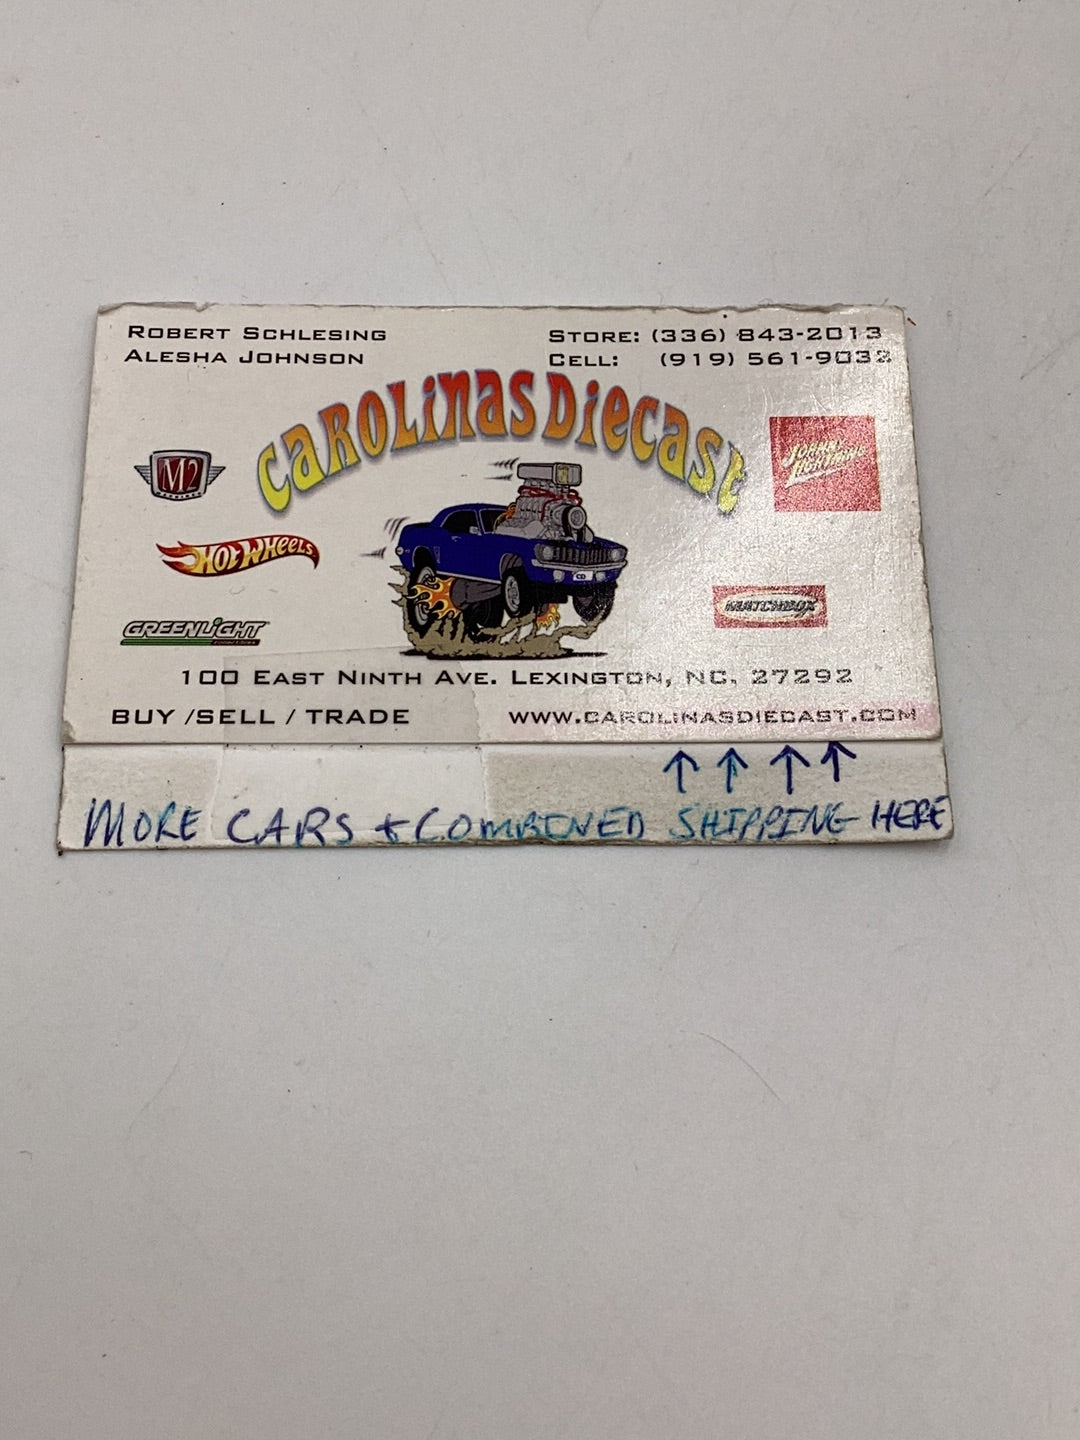 ROBERT SCHLESING
ALESHA JOHNSON
STORE: (336) 843-2013
CELL: (919) 561-9032
CAROLINAS DIECAST
M2
MACHINES
JOHNNY LIGHTNING
HOT WHEELS
CD
MATCHBOX
GREENLIGHT
100 EAST NINTH AVE. LEXINGTON, NC. 27292
BUY /SELL / TRADE
WWW.CAROLINASDIECAST.COM
↑ ↑ ↑ ↑
MORE CARS + COMBINED SHIPPING HERE